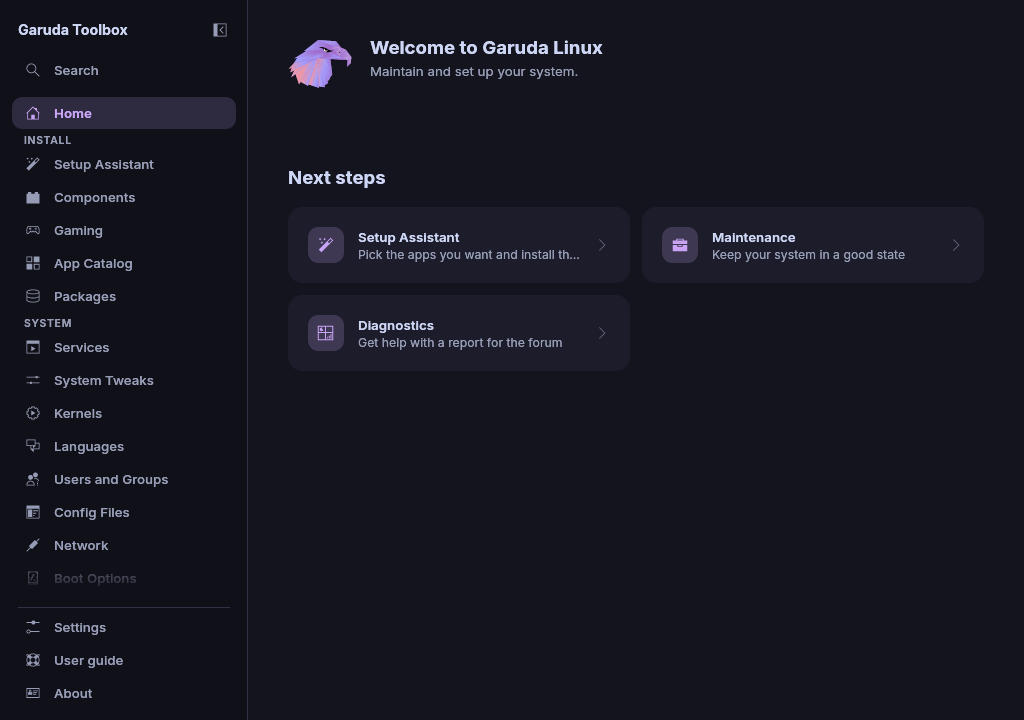 Garuda Toolbox
Search
Home
INSTALL
Setup Assistant
Components
Gaming
App Catalog
Packages
SYSTEM
Services
System Tweaks
Kernels
Languages
Users and Groups
Config Files
Network
Boot Options
Settings
User guide
About
Welcome to Garuda Linux
Maintain and set up your system.
Next steps
Setup Assistant
Pick the apps you want and install th...
Maintenance
Keep your system in a good state
Diagnostics
Get help with a report for the forum